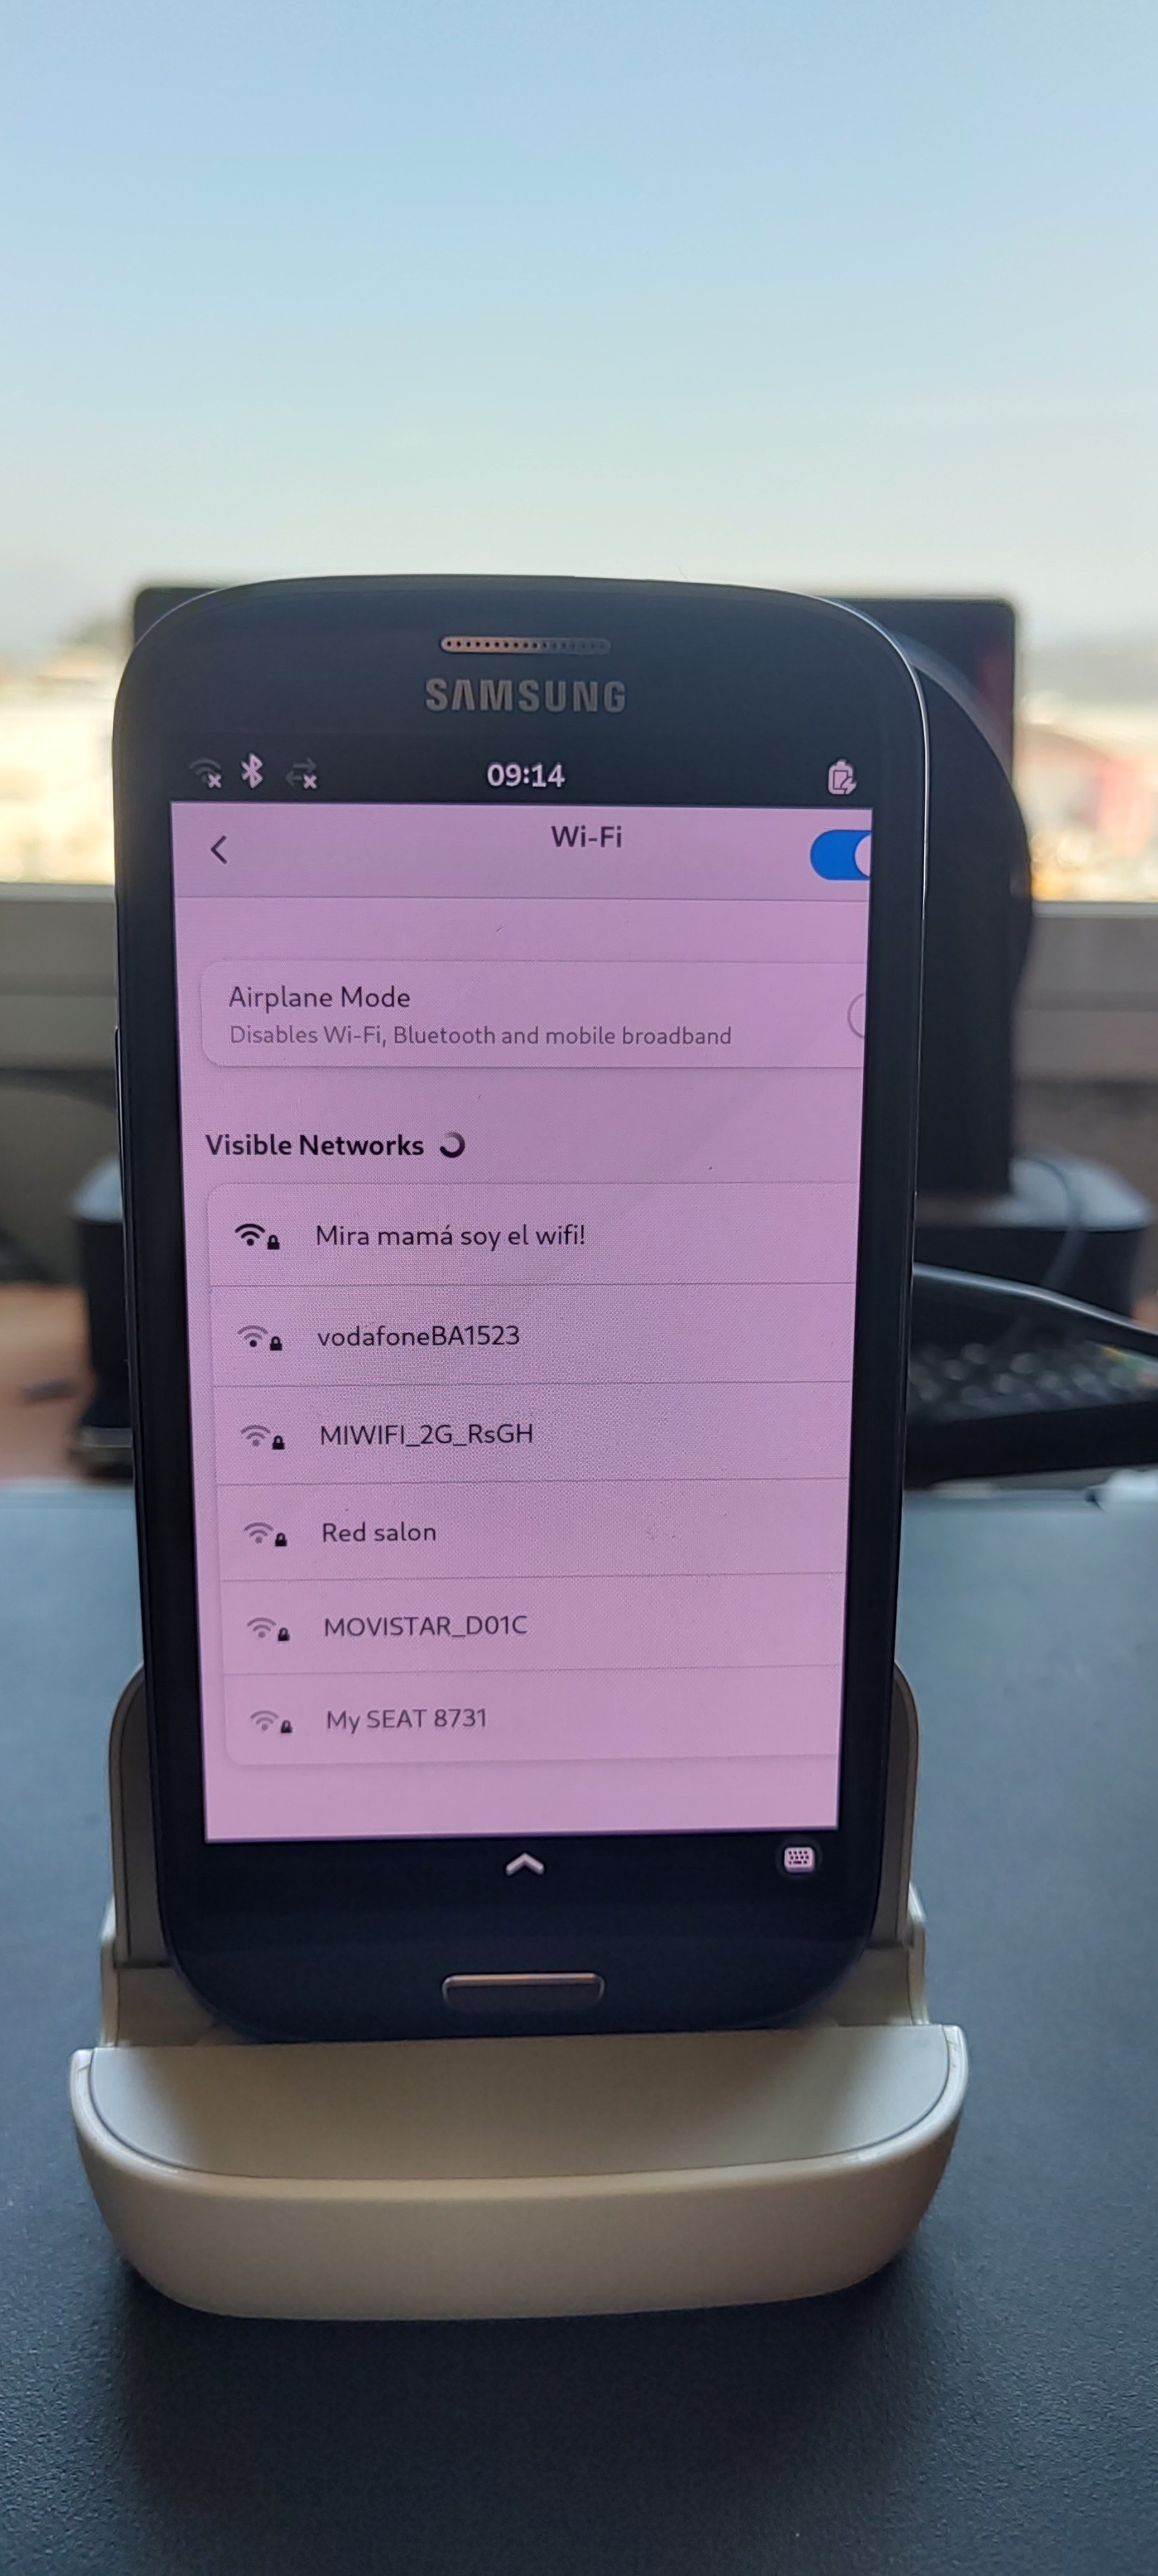 SAMSUNG
09:14
Wi-Fi
Airplane Mode
Disables Wi-Fi, Bluetooth and mobile broadband
Visible Networks
Mira mamá soy el wifi!
vodafoneBA1523
MIWIFI_2G_RsGH
Red salon
MOVISTAR_D01C
My SEAT 8731